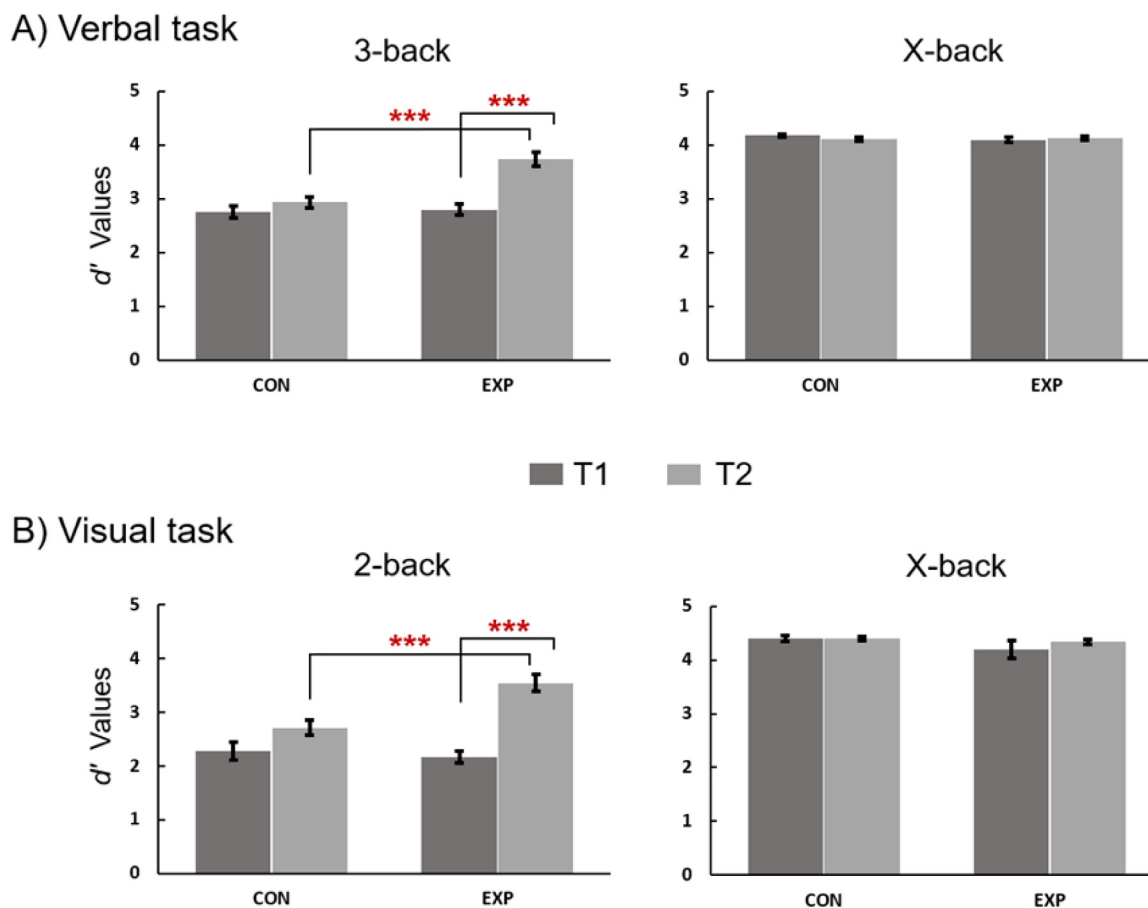 A) Verbal task
3-back
X-back
d′ Values
5
4
3
2
1
0
*** ***
CON EXP
5
4
3
2
1
0
CON EXP
T1 T2
B) Visual task
2-back
X-back
d′ Values
5
4
3
2
1
0
*** ***
CON EXP
5
4
3
2
1
0
CON EXP